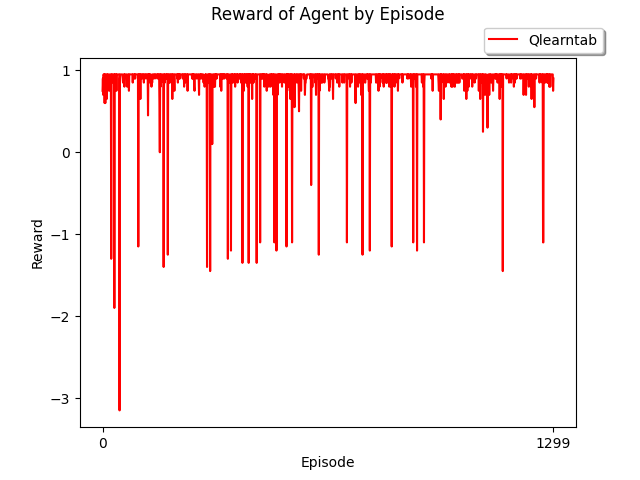 Reward of Agent by Episode
Qlearntab
1
0
−1
−2
−3
Reward
0
1299
Episode